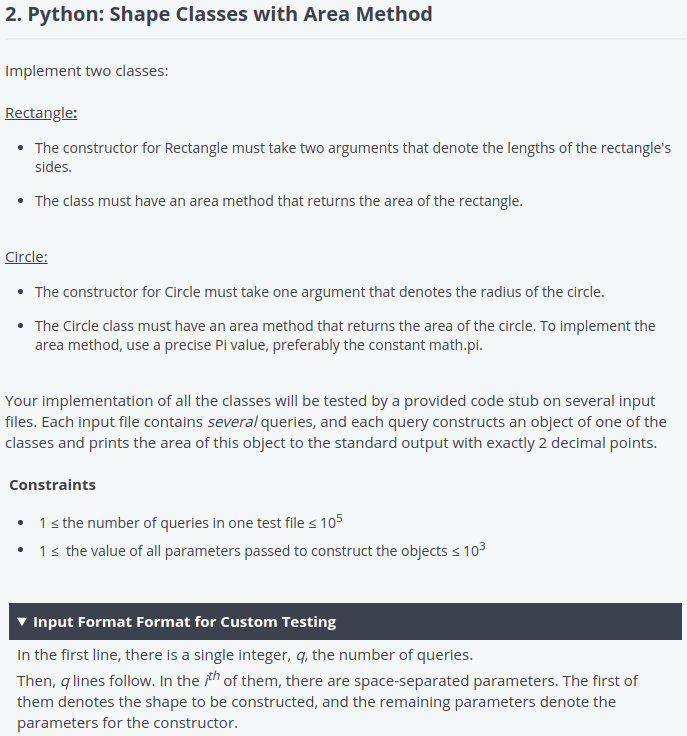 2. Python: Shape Classes with Area Method
Implement two classes:
Rectangle:
• The constructor for Rectangle must take two arguments that denote the lengths of the rectangle's
sides.
• The class must have an area method that returns the area of the rectangle.
Circle:
• The constructor for Circle must take one argument that denotes the radius of the circle.
• The Circle class must have an area method that returns the area of the circle. To implement the
area method, use a precise Pi value, preferably the constant math.pi.
Your implementation of all the classes will be tested by a provided code stub on several input
files. Each input file contains several queries, and each query constructs an object of one of the
classes and prints the area of this object to the standard output with exactly 2 decimal points.
Constraints
• 1 ≤ the number of queries in one test file ≤ 10⁵
• 1 ≤ the value of all parameters passed to construct the objects ≤ 10³
▼ Input Format Format for Custom Testing
In the first line, there is a single integer, q, the number of queries.
Then, q lines follow. In the iᵗʰ of them, there are space-separated parameters. The first of
them denotes the shape to be constructed, and the remaining parameters denote the
parameters for the constructor.